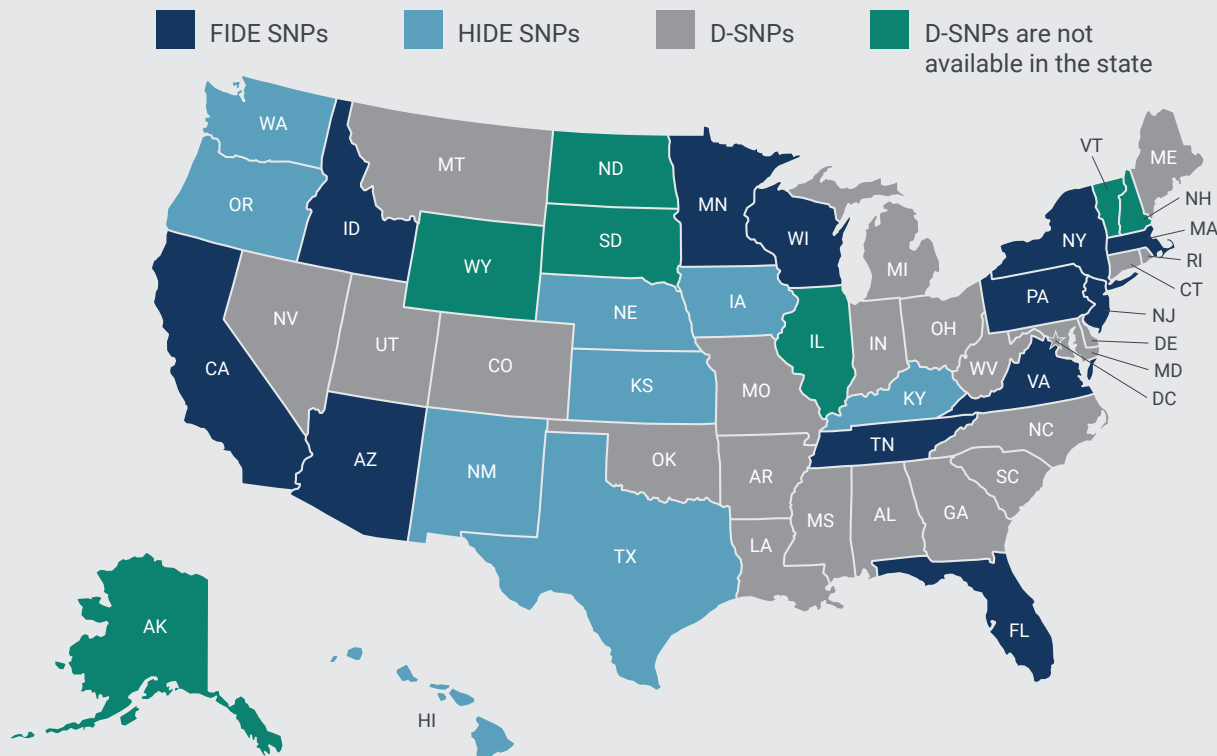 FIDE SNPs
HIDE SNPs
D-SNPs
D-SNPs are not
available in the state
WA
OR
ID
MT
ND
MN
WI
MI
VT
ME
NH
MA
RI
CT
NY
SD
WY
NE
IA
PA
NJ
DE
MD
DC
CA
NV
UT
CO
KS
MO
IL
IN
OH
WV
VA
KY
AZ
NM
OK
AR
TN
NC
SC
TX
LA
MS
AL
GA
FL
AK
HI